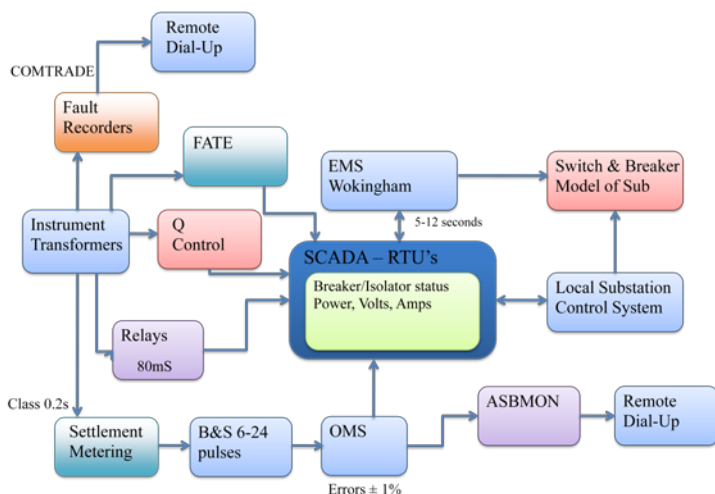 Remote
Dial-Up
COMTRADE
Fault
Recorders
FATE
EMS
Wokingham
Switch & Breaker
Model of Sub
5-12 seconds
Instrument
Transformers
Q
Control
SCADA – RTU's
Breaker/Isolator status
Power, Volts, Amps
Local Substation
Control System
Relays
80mS
Class 0.2s
Settlement
Metering
B&S 6-24
pulses
OMS
ASBMON
Remote
Dial-Up
Errors ± 1%